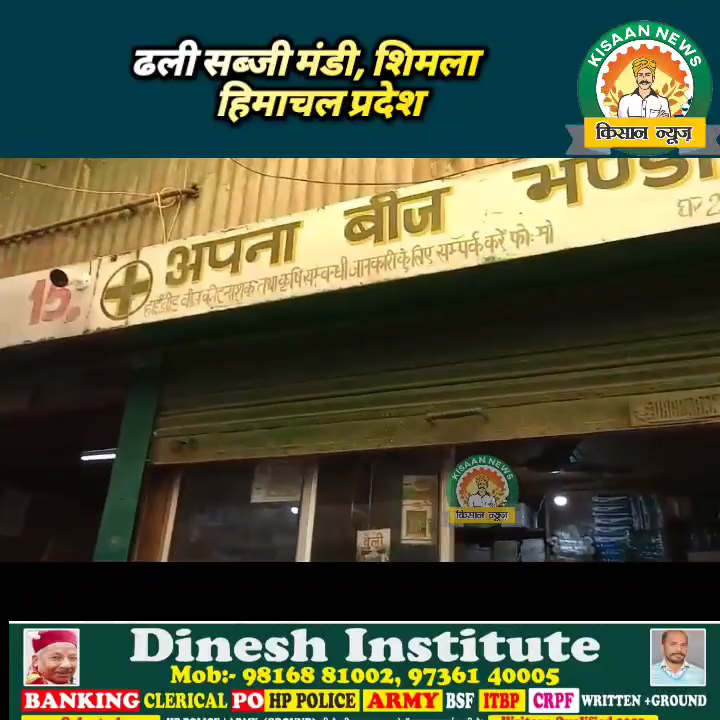 ढली सब्जी मंडी, शिमला
हिमाचल प्रदेश
KISAAN NEWS
किसान न्यूज़
15.
अपना बीज भण्डा
हाईब्रीड बीज कीटनाशक तथा कृषि सम्बन्धी जानकारी के लिए सम्पर्क करें फो. मो
KISAAN NEWS
किसान न्यूज़
Dinesh Institute
Mob:- 98168 81002, 97361 40005
BANKING CLERICAL PO HP POLICE ARMY BSF ITBP CRPF WRITTEN +GROUND